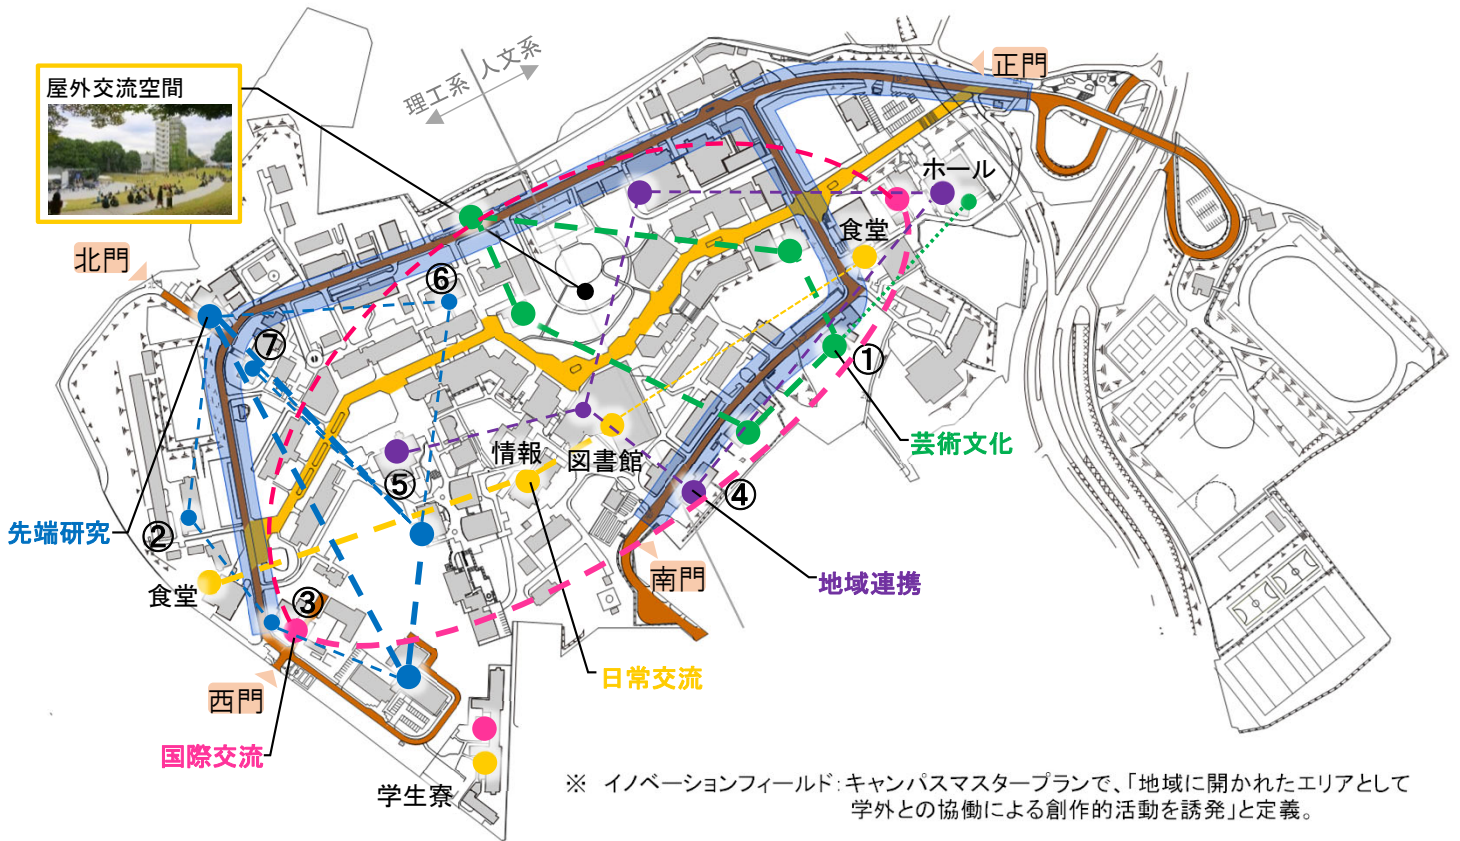 屋外交流空間
理工系 人文系
正門
ホール
食堂
北門
⑥
⑦
①
芸術文化
情報
図書館
⑤
④
先端研究
②
食堂
南門
地域連携
③
日常交流
西門
国際交流
学生寮
※ イノベーションフィールド：キャンパスマスタープランで、「地域に開かれたエリアとして
学外との協働による創作的活動を誘発」と定義。